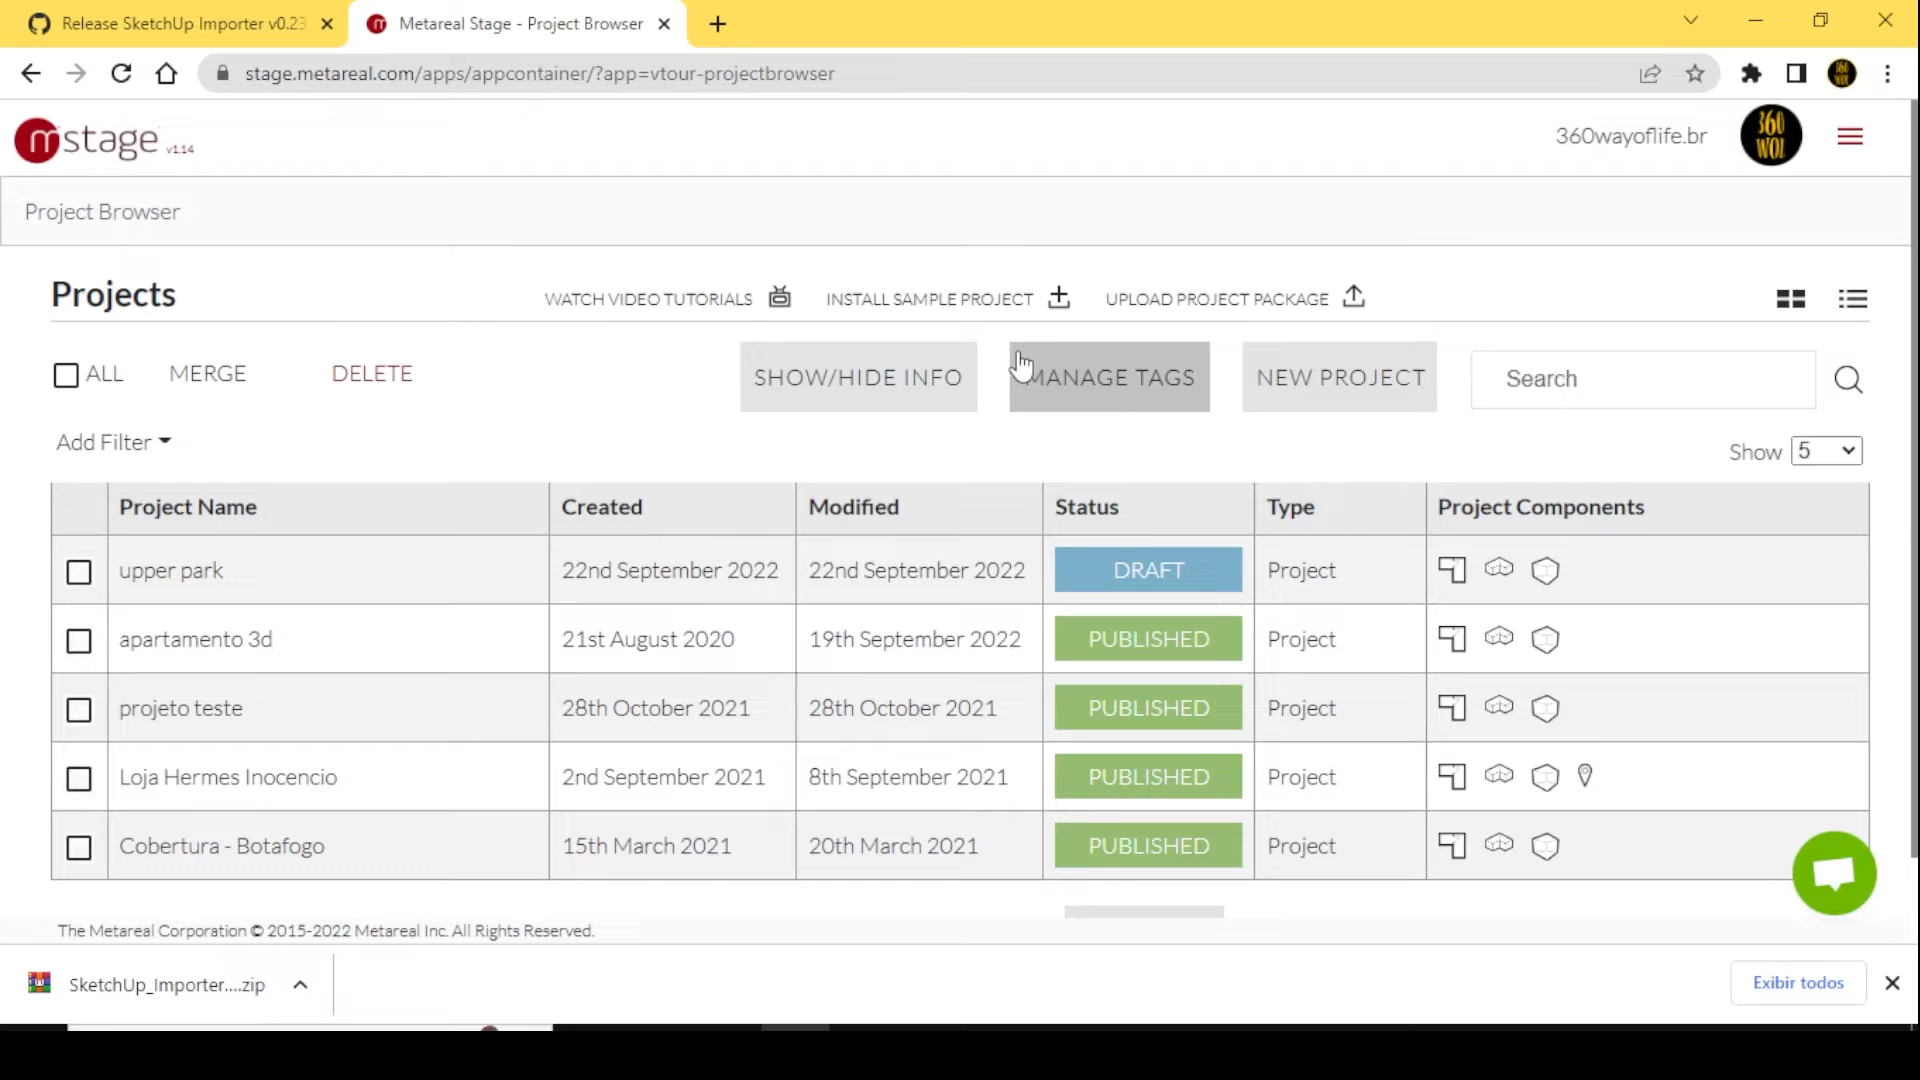 Release SketchUp Importer v0.23
Metareal Stage - Project Browser
stage.metareal.com/apps/appcontainer/?app=vtour-projectbrowser
m stage v1.14
360wayoflife.br
360 WOL
Project Browser
Projects
WATCH VIDEO TUTORIALS
INSTALL SAMPLE PROJECT
UPLOAD PROJECT PACKAGE
ALL MERGE DELETE
SHOW/HIDE INFO
MANAGE TAGS
NEW PROJECT
Search
Add Filter
Show 5
Project Name Created Modified Status Type Project Components
upper park 22nd September 2022 22nd September 2022 DRAFT Project
apartamento 3d 21st August 2020 19th September 2022 PUBLISHED Project
projeto teste 28th October 2021 28th October 2021 PUBLISHED Project
Loja Hermes Inocencio 2nd September 2021 8th September 2021 PUBLISHED Project
Cobertura - Botafogo 15th March 2021 20th March 2021 PUBLISHED Project
The Metareal Corporation © 2015-2022 Metareal Inc. All Rights Reserved.
SketchUp_Importer....zip
Exibir todos